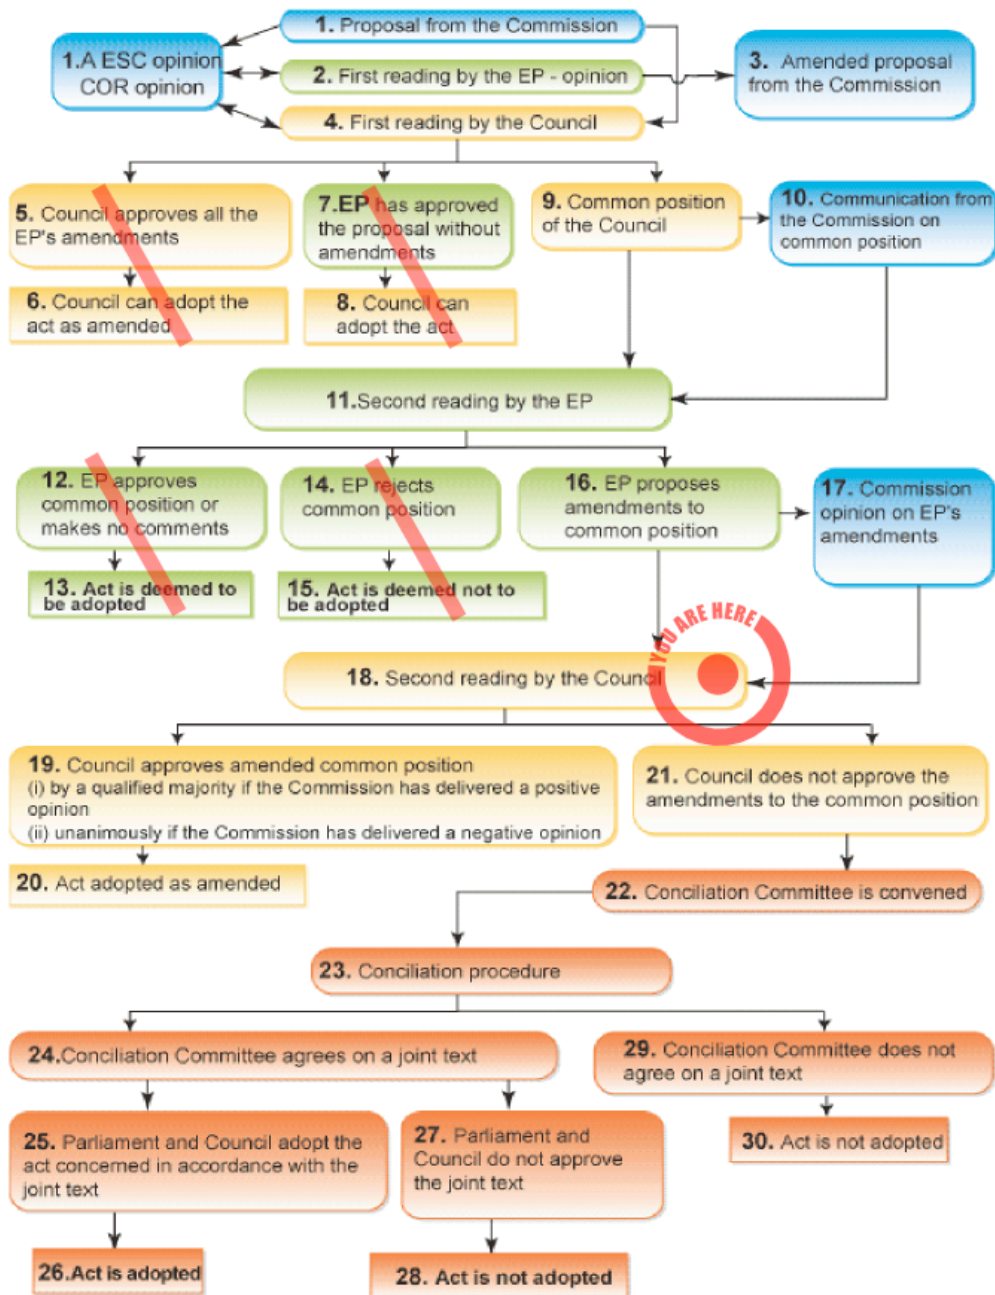 1. Proposal from the Commission
1.A ESC opinion
COR opinion
2. First reading by the EP - opinion
3. Amended proposal
from the Commission
4. First reading by the Council
5. Council approves all the
EP's amendments
6. Council can adopt the
act as amended
7.EP has approved
the proposal without
amendments
8. Council can
adopt the act
9. Common position
of the Council
10. Communication from
the Commission on
common position
11.Second reading by the EP
12. EP approves
common position or
makes no comments
13. Act is deemed to
be adopted
14. EP rejects
common position
15. Act is deemed not to
be adopted
16. EP proposes
amendments to
common position
17. Commission
opinion on EP's
amendments
YOU ARE HERE
18. Second reading by the Council
19. Council approves amended common position
(i) by a qualified majority if the Commission has delivered a positive
opinion
(ii) unanimously if the Commission has delivered a negative opinion
20. Act adopted as amended
21. Council does not approve the
amendments to the common position
22. Conciliation Committee is convened
23. Conciliation procedure
24.Conciliation Committee agrees on a joint text
25. Parliament and Council adopt the
act concerned in accordance with the
joint text
26.Act is adopted
27. Parliament and
Council do not approve
the joint text
28. Act is not adopted
29. Conciliation Committee does not
agree on a joint text
30. Act is not adopted